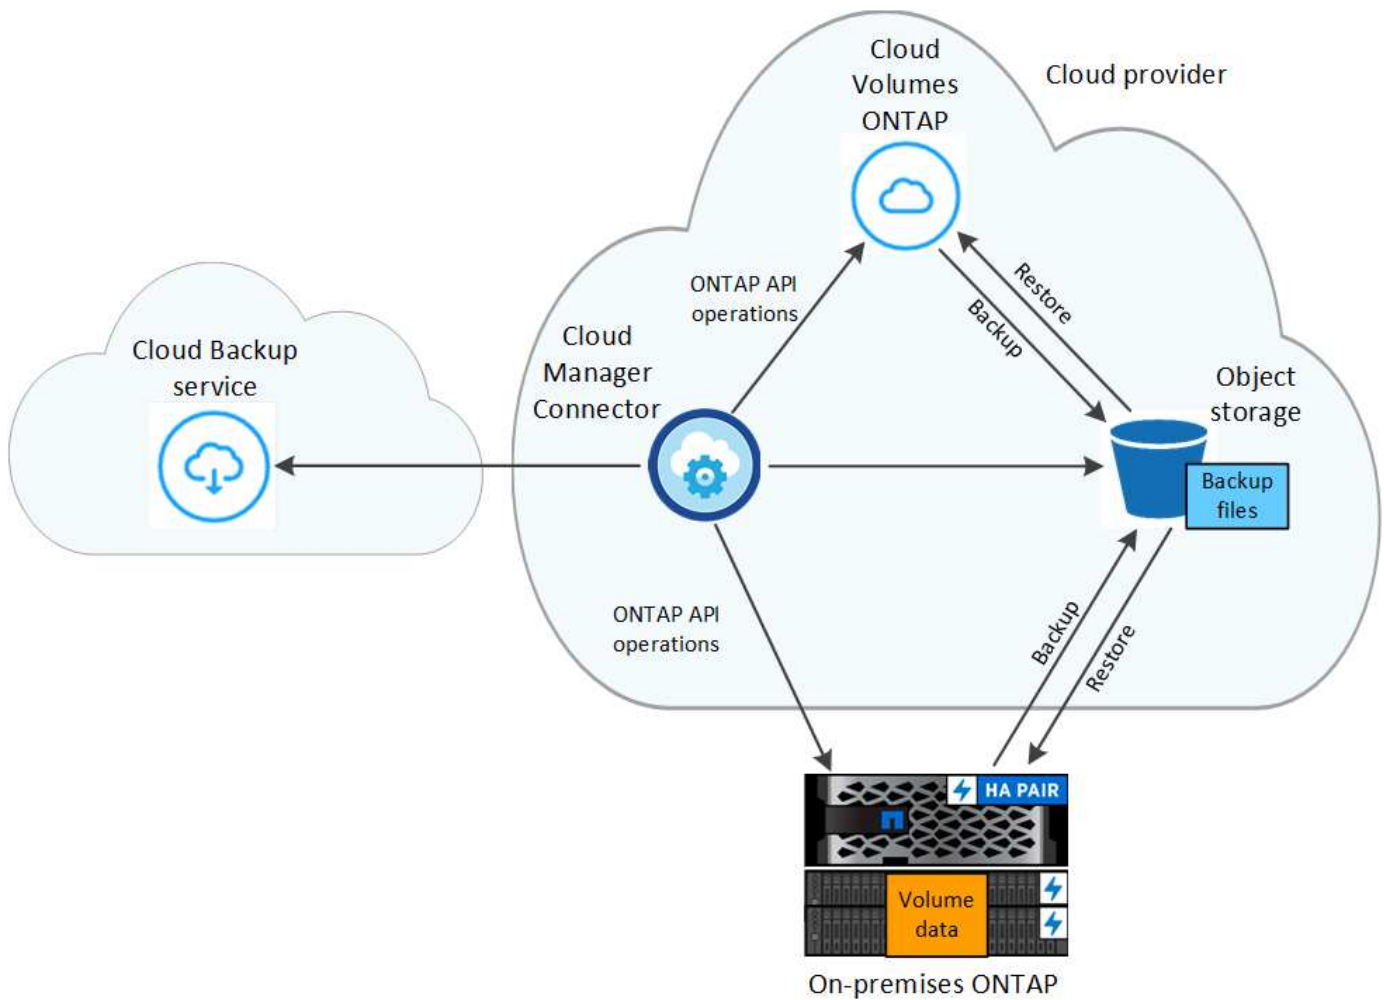 Cloud
Volumes
ONTAP
Cloud provider
ONTAP API
operations
Restore
Backup
Cloud Backup
service
Cloud
Manager
Connector
Object
storage
Backup
files
ONTAP API
operations
Backup
Restore
HA PAIR
Volume
data
On-premises ONTAP